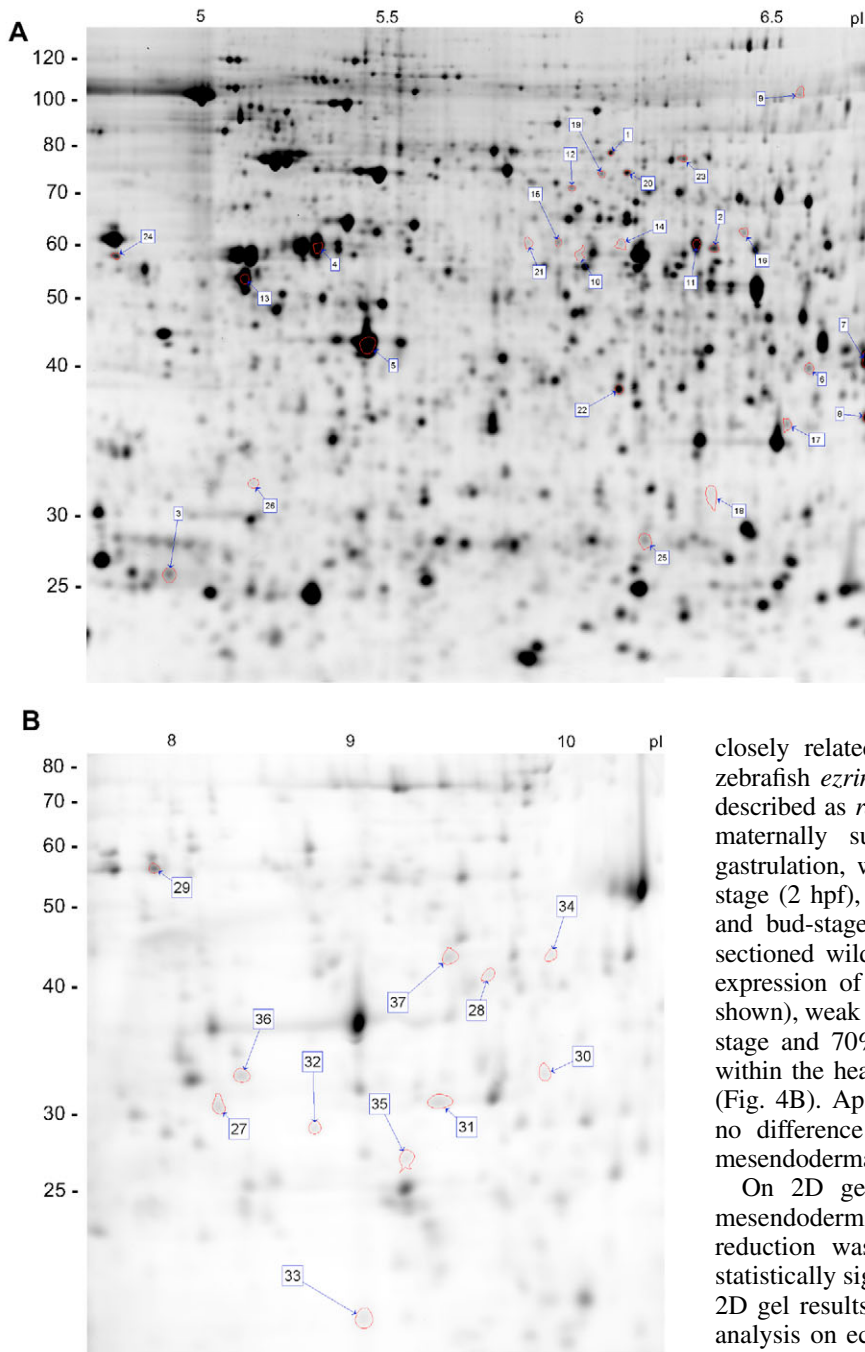 A
5 5.5 6 6.5 pI
120 -
100 -
80 -
70 -
60 -
50 -
40 -
30 -
25 -
9
19
1
12
20
23
15
14
2
24
4
21
10
11
16
13
7
5
6
22
8
17
26
3
18
25
B
8 9 10 pI
80 -
70 -
60 -
50 -
40 -
30 -
25 -
29
34
37
28
36
32
30
35
27
31
33
closely related
zebrafish ezrin
described as r
maternally su
gastrulation, w
stage (2 hpf),
and bud-stage
sectioned wild
expression of
shown), weak
stage and 70%
within the hea
(Fig. 4B). Ap
no difference
mesendoderma
On 2D ge
mesendoderm
reduction was
statistically sig
2D gel results
analysis on ec